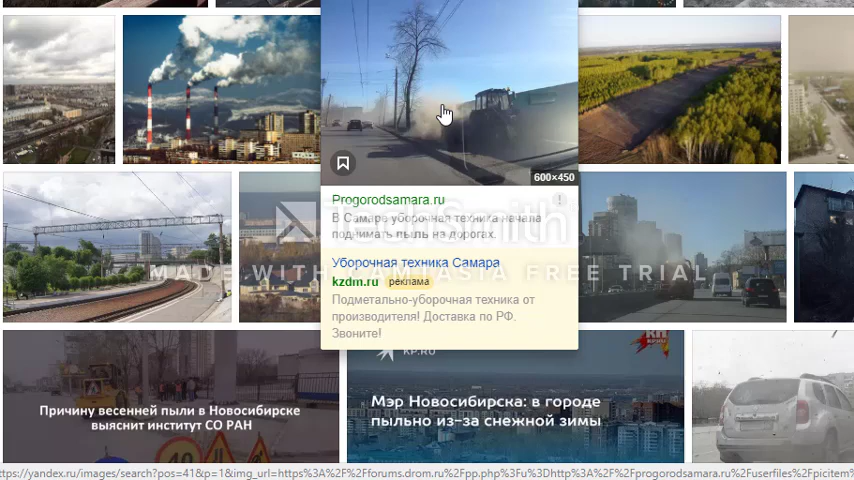 600×450
Progorodsamara.ru
В Самаре уборочная техника начала
поднимать пыль на дорогах.
TechSmith
Уборочная техника Самара
MADE WITH CAMTASIA FREE TRIAL
kzdm.ru реклама
Подметально-уборочная техника от
производителя! Доставка по РФ.
Звоните!
KP.RU
КП
Причину весенней пыли в Новосибирске
выяснит институт СО РАН
Мэр Новосибирска: в городе
пыльно из-за снежной зимы
ttps://yandex.ru/images/search?pos=41&p=1&img_url=https%3A%2F%2Fforums.drom.ru%2Fpp.php%3Fu%3Dhttp%3A%2F%2Fprogorodsamara.ru%2Fuserfiles%2Fpicitem%